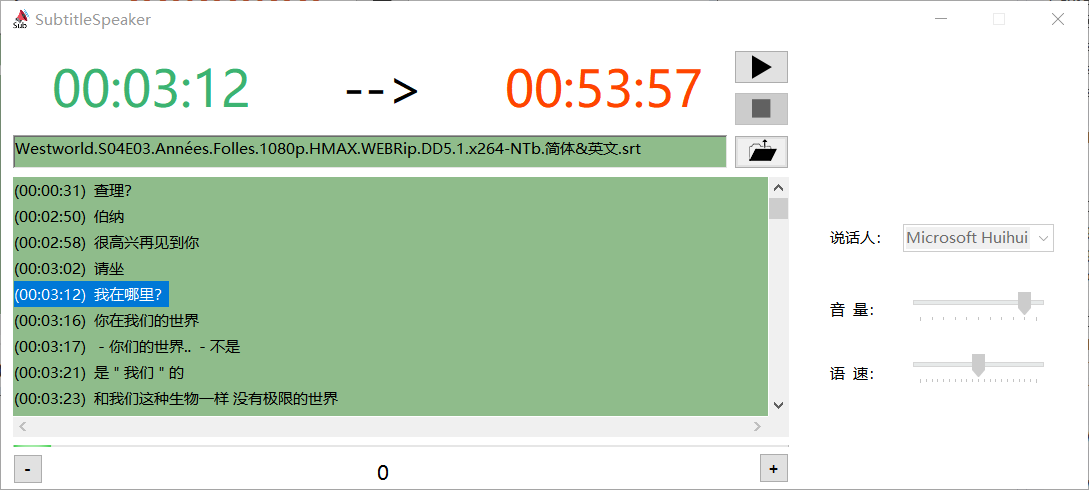 Sub SubtitleSpeaker
00:03:12 --> 00:53:57
Westworld.S04E03.Années.Folles.1080p.HMAX.WEBRip.DD5.1.x264-NTb.简体&英文.srt
(00:00:31) 查理?
(00:02:50) 伯纳
(00:02:58) 很高兴再见到你
(00:03:02) 请坐
(00:03:12) 我在哪里?
(00:03:16) 你在我们的世界
(00:03:17) - 你们的世界.. - 不是
(00:03:21) 是 " 我们 " 的
(00:03:23) 和我们这种生物一样 没有极限的世界
说话人: Microsoft Huihui
音 量:
语 速:
- 0 +